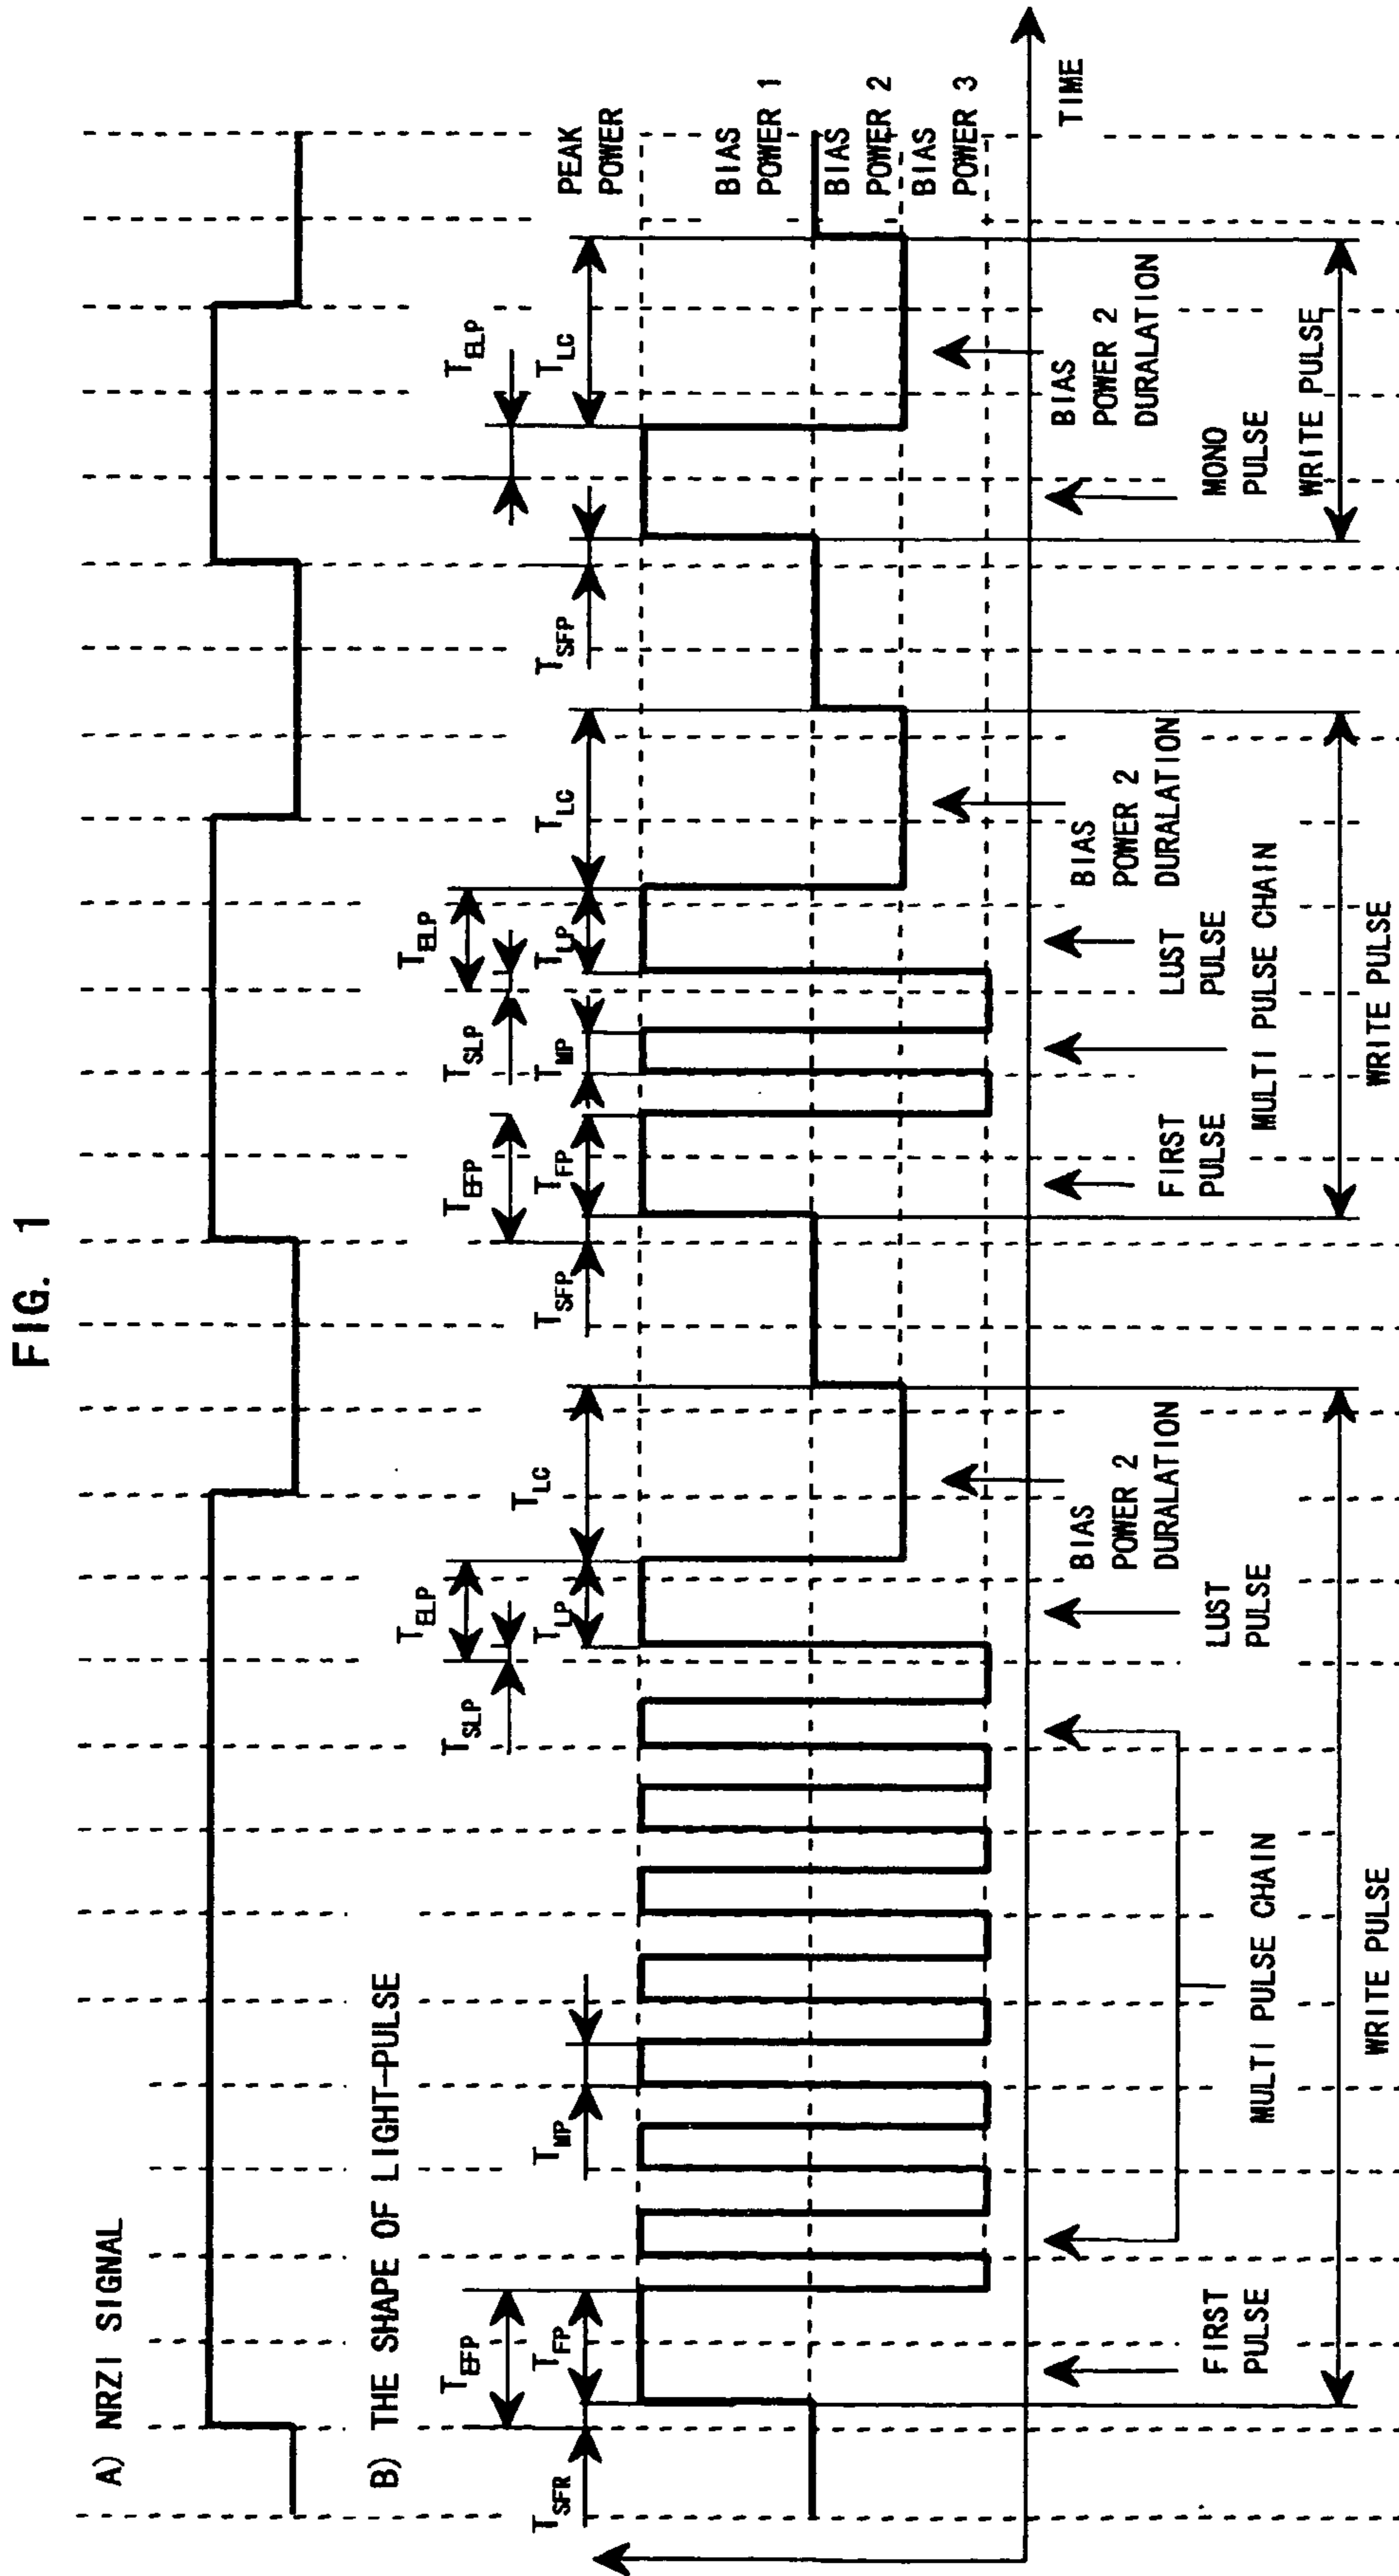 FIG. 1
A) NRZI SIGNAL
B) THE SHAPE OF LIGHT-PULSE
T_ELP
T_SLP
T_ELP
T_EFP
T_SLP
T_EFP
T_ELP
T_SFR
T_FP
T_MP
T_LP
T_LC
T_SFP
T_FP
T_MP
T_LP
T_LC
T_SFP
T_LC
PEAK
POWER
BIAS
POWER 1
BIAS
POWER 2
BIAS
POWER 3
TIME
FIRST
PULSE
MULTI PULSE CHAIN
LUST
PULSE
BIAS
POWER 2
DURALATION
WRITE PULSE
FIRST
PULSE
MULTI PULSE CHAIN
LUST
PULSE
BIAS
POWER 2
DURALATION
WRITE PULSE
MONO
PULSE
BIAS
POWER 2
DURALATION
WRITE PULSE